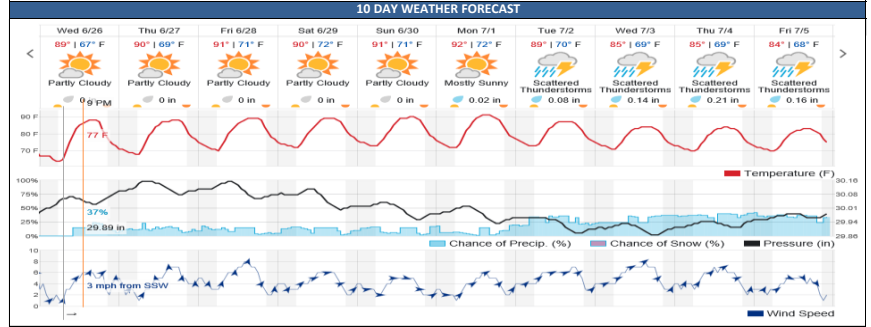 10 DAY WEATHER FORECAST
Wed 6/26 Thu 6/27 Fri 6/28 Sat 6/29 Sun 6/30 Mon 7/1 Tue 7/2 Wed 7/3 Thu 7/4 Fri 7/5
89° | 67° F 90° | 69° F 91° | 71° F 90° | 72° F 91° | 71° F 92° | 72° F 89° | 70° F 85° | 69° F 85° | 69° F 84° | 68° F
Partly Cloudy Partly Cloudy Partly Cloudy Partly Cloudy Partly Cloudy Mostly Sunny Scattered Thunderstorms Scattered Thunderstorms Scattered Thunderstorms Scattered Thunderstorms
0 in 0 in 0 in 0 in 0.02 in 0.08 in 0.14 in 0.21 in 0.16 in
9 PM
90 F
80 F
70 F
77 F
Temperature (F)
100%
75%
50%
25%
0%
30.16
30.08
30.01
29.94
29.86
37%
29.89 in
Chance of Precip. (%) Chance of Snow (%) Pressure (in)
10
8
6
4
2
0
3 mph from SSW
Wind Speed